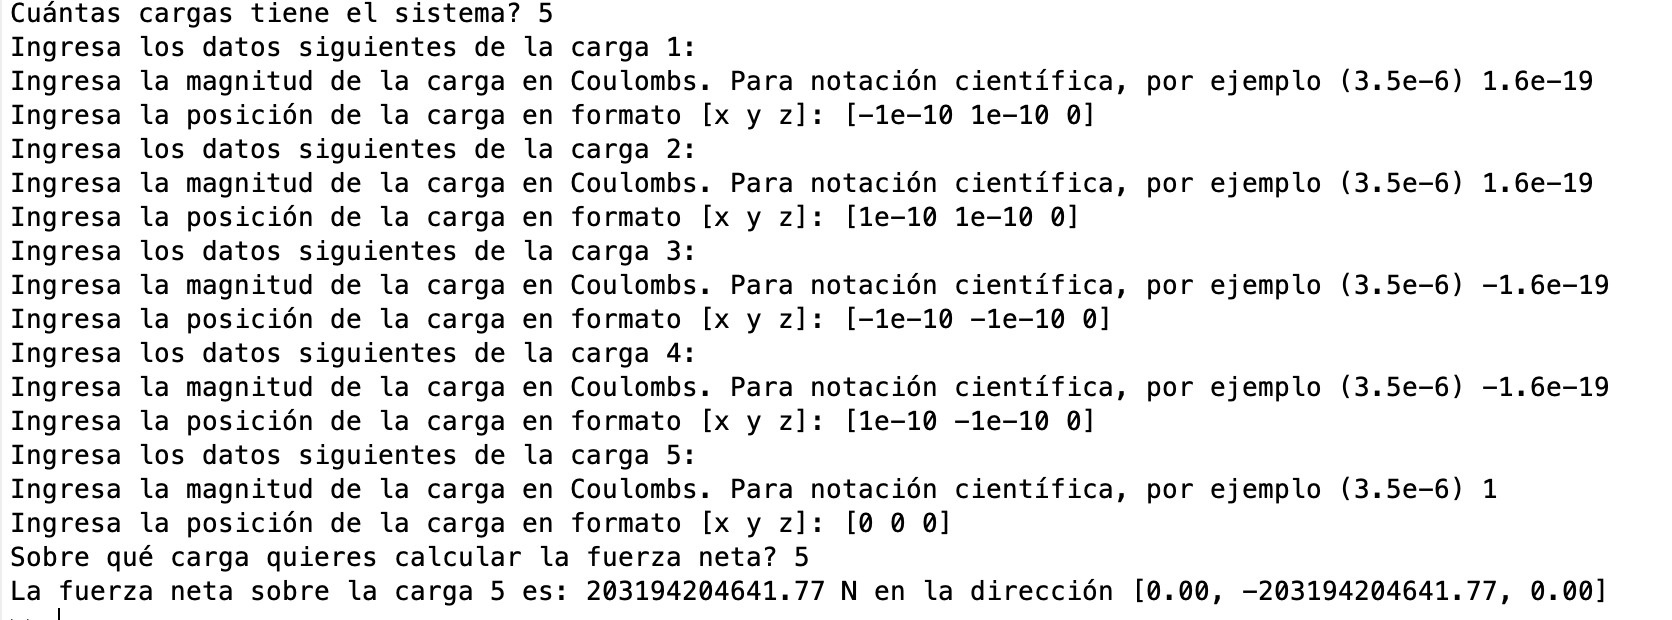 Cuántas cargas tiene el sistema? 5
Ingresa los datos siguientes de la carga 1:
Ingresa la magnitud de la carga en Coulombs. Para notación científica, por ejemplo (3.5e-6) 1.6e-19
Ingresa la posición de la carga en formato [x y z]: [-1e-10 1e-10 0]
Ingresa los datos siguientes de la carga 2:
Ingresa la magnitud de la carga en Coulombs. Para notación científica, por ejemplo (3.5e-6) 1.6e-19
Ingresa la posición de la carga en formato [x y z]: [1e-10 1e-10 0]
Ingresa los datos siguientes de la carga 3:
Ingresa la magnitud de la carga en Coulombs. Para notación científica, por ejemplo (3.5e-6) -1.6e-19
Ingresa la posición de la carga en formato [x y z]: [-1e-10 -1e-10 0]
Ingresa los datos siguientes de la carga 4:
Ingresa la magnitud de la carga en Coulombs. Para notación científica, por ejemplo (3.5e-6) -1.6e-19
Ingresa la posición de la carga en formato [x y z]: [1e-10 -1e-10 0]
Ingresa los datos siguientes de la carga 5:
Ingresa la magnitud de la carga en Coulombs. Para notación científica, por ejemplo (3.5e-6) 1
Ingresa la posición de la carga en formato [x y z]: [0 0 0]
Sobre qué carga quieres calcular la fuerza neta? 5
La fuerza neta sobre la carga 5 es: 203194204641.77 N en la dirección [0.00, -203194204641.77, 0.00]